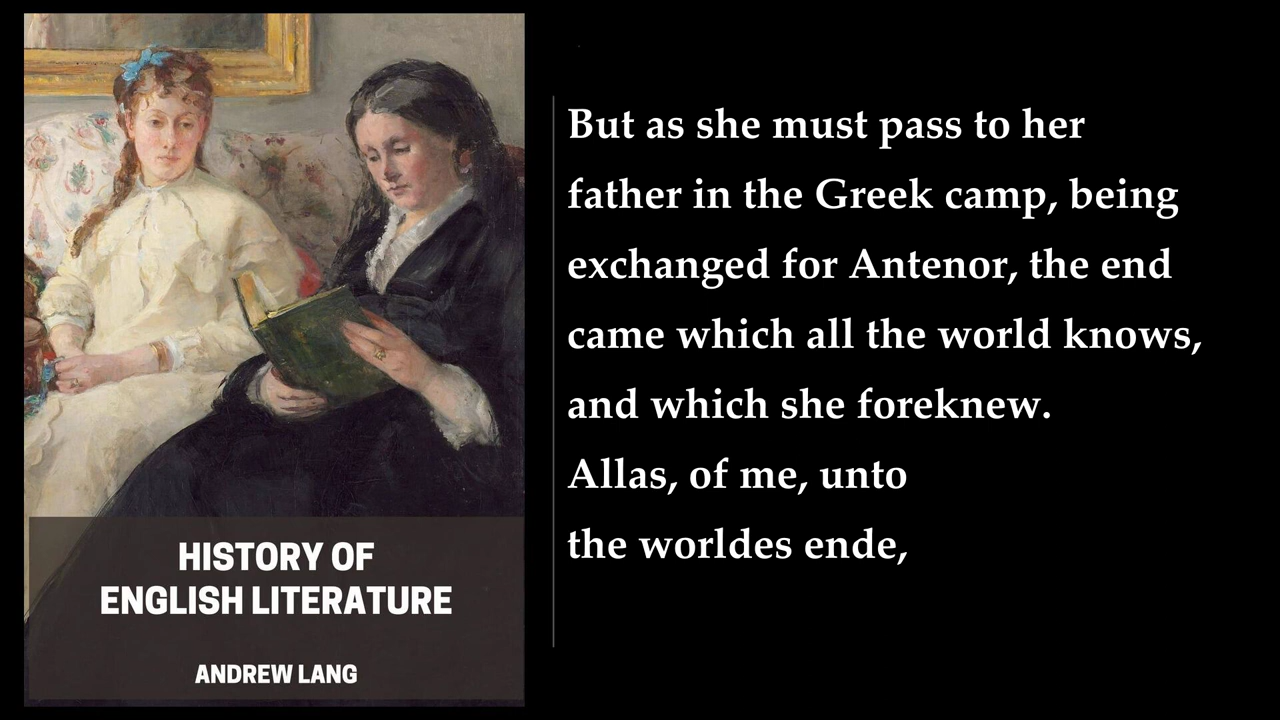 HISTORY OF
ENGLISH LITERATURE
ANDREW LANG
But as she must pass to her
father in the Greek camp, being
exchanged for Antenor, the end
came which all the world knows,
and which she foreknew.
Allas, of me, unto
the worldes ende,